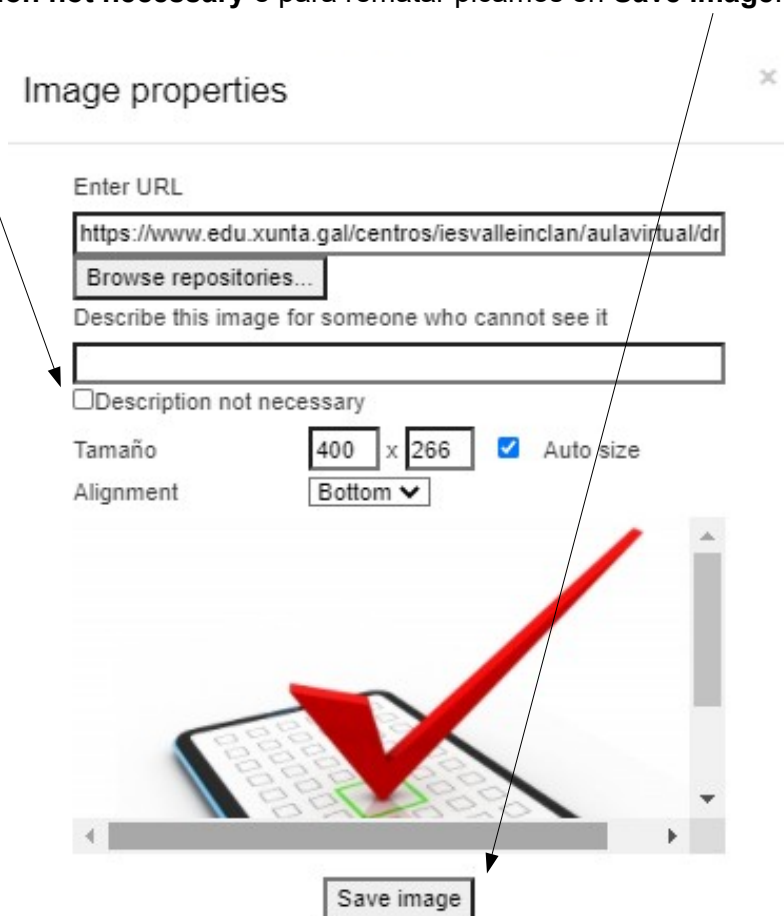 not necessary e para rematar picamos en Save image.
Image properties
×
Enter URL
https://www.edu.xunta.gal/centros/iesvalleinclan/aulavirtual/dr
Browse repositories...
Describe this image for someone who cannot see it
Description not necessary
Tamaño 400 x 266 Auto size
Alignment Bottom
Save image